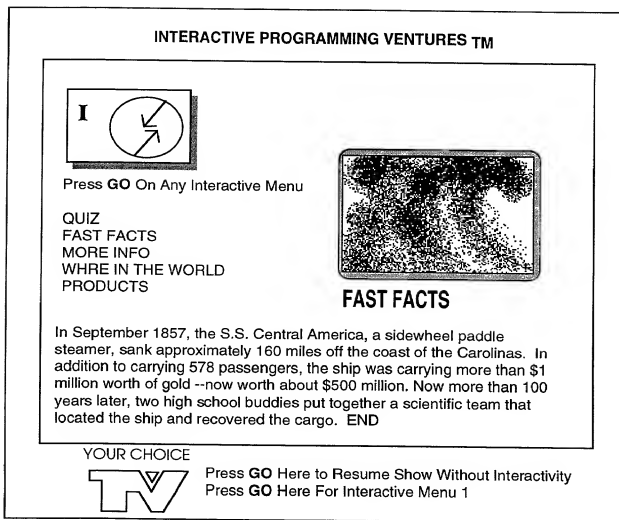 INTERACTIVE PROGRAMMING VENTURES TM
I
Press GO On Any Interactive Menu
QUIZ
FAST FACTS
MORE INFO
WHRE IN THE WORLD
PRODUCTS
FAST FACTS
In September 1857, the S.S. Central America, a sidewheel paddle
steamer, sank approximately 160 miles off the coast of the Carolinas. In
addition to carrying 578 passengers, the ship was carrying more than $1
million worth of gold --now worth about $500 million. Now more than 100
years later, two high school buddies put together a scientific team that
located the ship and recovered the cargo. END
YOUR CHOICE
TV
Press GO Here to Resume Show Without Interactivity
Press GO Here For Interactive Menu 1